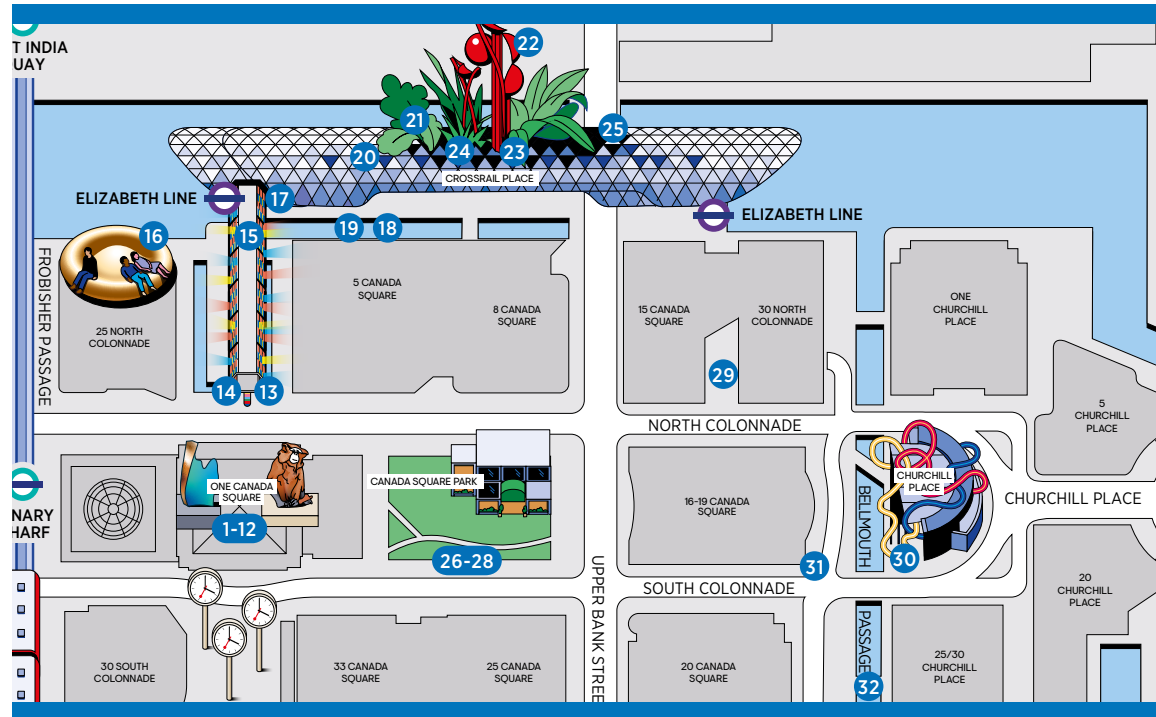 22
T INDIA
UAY
21
25
20
24
23
CROSSRAIL PLACE
ELIZABETH LINE
17
ELIZABETH LINE
16
15
19
18
FROBISHER PASSAGE
5 CANADA
SQUARE
8 CANADA
SQUARE
25 NORTH
COLONNADE
15 CANADA
SQUARE
30 NORTH
COLONNADE
ONE
CHURCHILL
PLACE
29
14
13
5
CHURCHILL
PLACE
NORTH COLONNADE
ONE CANADA
SQUARE
CANADA SQUARE PARK
CHURCHILL
PLACE
NARY
HARF
16-19 CANADA
SQUARE
BELLMOUTH
CHURCHILL PLACE
1-12
26-28
31
30
UPPER BANK STREE
SOUTH COLONNADE
20
CHURCHILL
PLACE
30 SOUTH
COLONNADE
33 CANADA
SQUARE
25 CANADA
SQUARE
20 CANADA
SQUARE
PASSAGE
25/30
CHURCHILL
PLACE
32